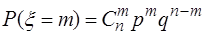 P(ξ = m) = C_n^m p^m q^{n−m}